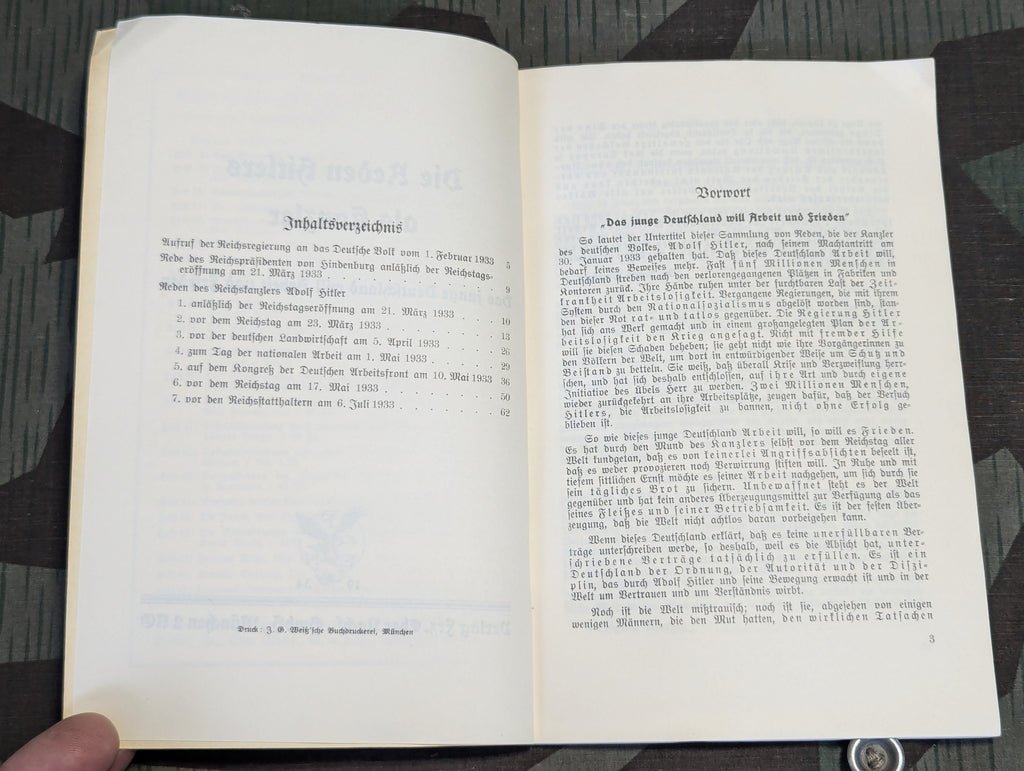 Inhaltsverzeichnis
Aufruf der Reichsregierung an das Deutsche Volk vom 1. Februar 1933 5
Rede des Reichspräsidenten von Hindenburg anläßlich der Reichstags-
eröffnung am 21. März 1933 . . . . . . . . 9
Reden des Reichskanzlers Adolf Hitler
1. anläßlich der Reichstagseröffnung am 21. März 1933 . . . . 10
2. vor dem Reichstag am 23. März 1933 . . . . . . . 13
3. vor der deutschen Landwirtschaft am 5. April 1933 . . . . 26
4. zum Tag der nationalen Arbeit am 1. Mai 1933 . . . . . 29
5. auf dem Kongreß der Deutschen Arbeitsfront am 10. Mai 1933 36
6. vor dem Reichstag am 17. Mai 1933 . . . . . . . 50
7. vor den Reichsstatthaltern am 6. Juli 1933 . . . . . . 62
Druck: J. G. Weiß'sche Buchdruckerei, München
Vorwort
„Das junge Deutschland will Arbeit und Frieden"
So lautet der Untertitel dieser Sammlung von Reden, die der Kanzler
des deutschen Volkes, Adolf Hitler, nach seinem Machtantritt am
30. Januar 1933 gehalten hat. Daß dieses Deutschland Arbeit will,
bedarf keines Beweises mehr. Fast fünf Millionen Menschen in
Deutschland streben nach den verlorengegangenen Plätzen in Fabriken und
Kontoren zurück. Ihre Hände ruhen unter der furchtbaren Last der Zeit-
krankheit Arbeitslosigkeit. Vergangene Regierungen, die mit ihrem
System durch den Nationalsozialismus abgelöst worden sind, stan-
den dieser Not rat- und tatlos gegenüber. Die Regierung Hitler
hat sich ans Werk gemacht und in einem großangelegten Plan der Ar-
beitslosigkeit den Krieg angesagt. Nicht mit fremder Hilfe
will sie diesen Schaden beheben; sie geht nicht wie ihre Vorgängerinnen zu
den Völkern der Welt, um dort in entwürdigender Weise um Schutz und
Beistand zu betteln. Sie weiß, daß überall Krise und Verzweiflung herr-
schen, und hat sich deshalb entschlossen, auf ihre Art und durch eigene
Initiative des Übels Herr zu werden. Zwei Millionen Menschen,
wieder zurückgekehrt an ihre Arbeitsplätze, zeugen dafür, daß der Versuch
Hitlers, die Arbeitslosigkeit zu bannen, nicht ohne Erfolg ge-
blieben ist.
So wie dieses junge Deutschland Arbeit will, so will es Frieden.
Es hat durch den Mund des Kanzlers selbst vor dem Reichstag aller
Welt kundgetan, daß es von keinerlei Angriffsabsichten beseelt ist,
daß es weder provozieren noch Verwirrung stiften will. In Ruhe und mit
tiefem sittlichen Ernst möchte es seiner Arbeit nachgehen, um sich durch sie
sein tägliches Brot zu sichern. Unbewaffnet steht es der Welt
gegenüber und hat kein anderes Überzeugungsmittel zur Verfügung als das
seines Fleißes und seiner Betriebsamkeit. Es ist der festen Über-
zeugung, daß die Welt nicht achtlos daran vorbeigehen kann.
Wenn dieses Deutschland erklärt, daß es keine unerfüllbaren Ver-
träge unterschreiben werde, so deshalb, weil es die Absicht hat, unter-
schriebene Verträge tatsächlich zu erfüllen. Es ist ein
Deutschland der Ordnung, der Autorität und der Diszi-
plin, das durch Adolf Hitler und seine Bewegung erwacht ist und in der
Welt um Vertrauen und um Verständnis wirbt.
Noch ist die Welt mißtrauisch; noch ist sie, abgesehen von einigen
wenigen Männern, die den Mut hatten, den wirklichen Tatsachen
3